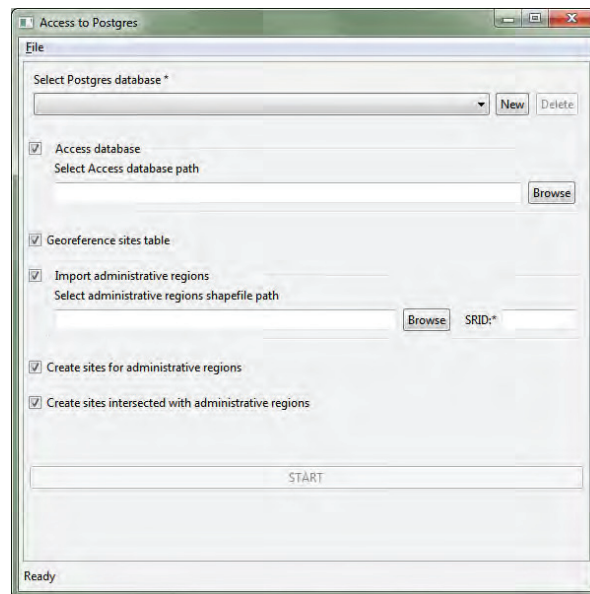 Access to Postgres
File
Select Postgres database *
New Delete
Access database
Select Access database path
Browse
Georeference sites table
Import administrative regions
Select administrative regions shapefile path
Browse SRID:*
Create sites for administrative regions
Create sites intersected with administrative regions
START
Ready